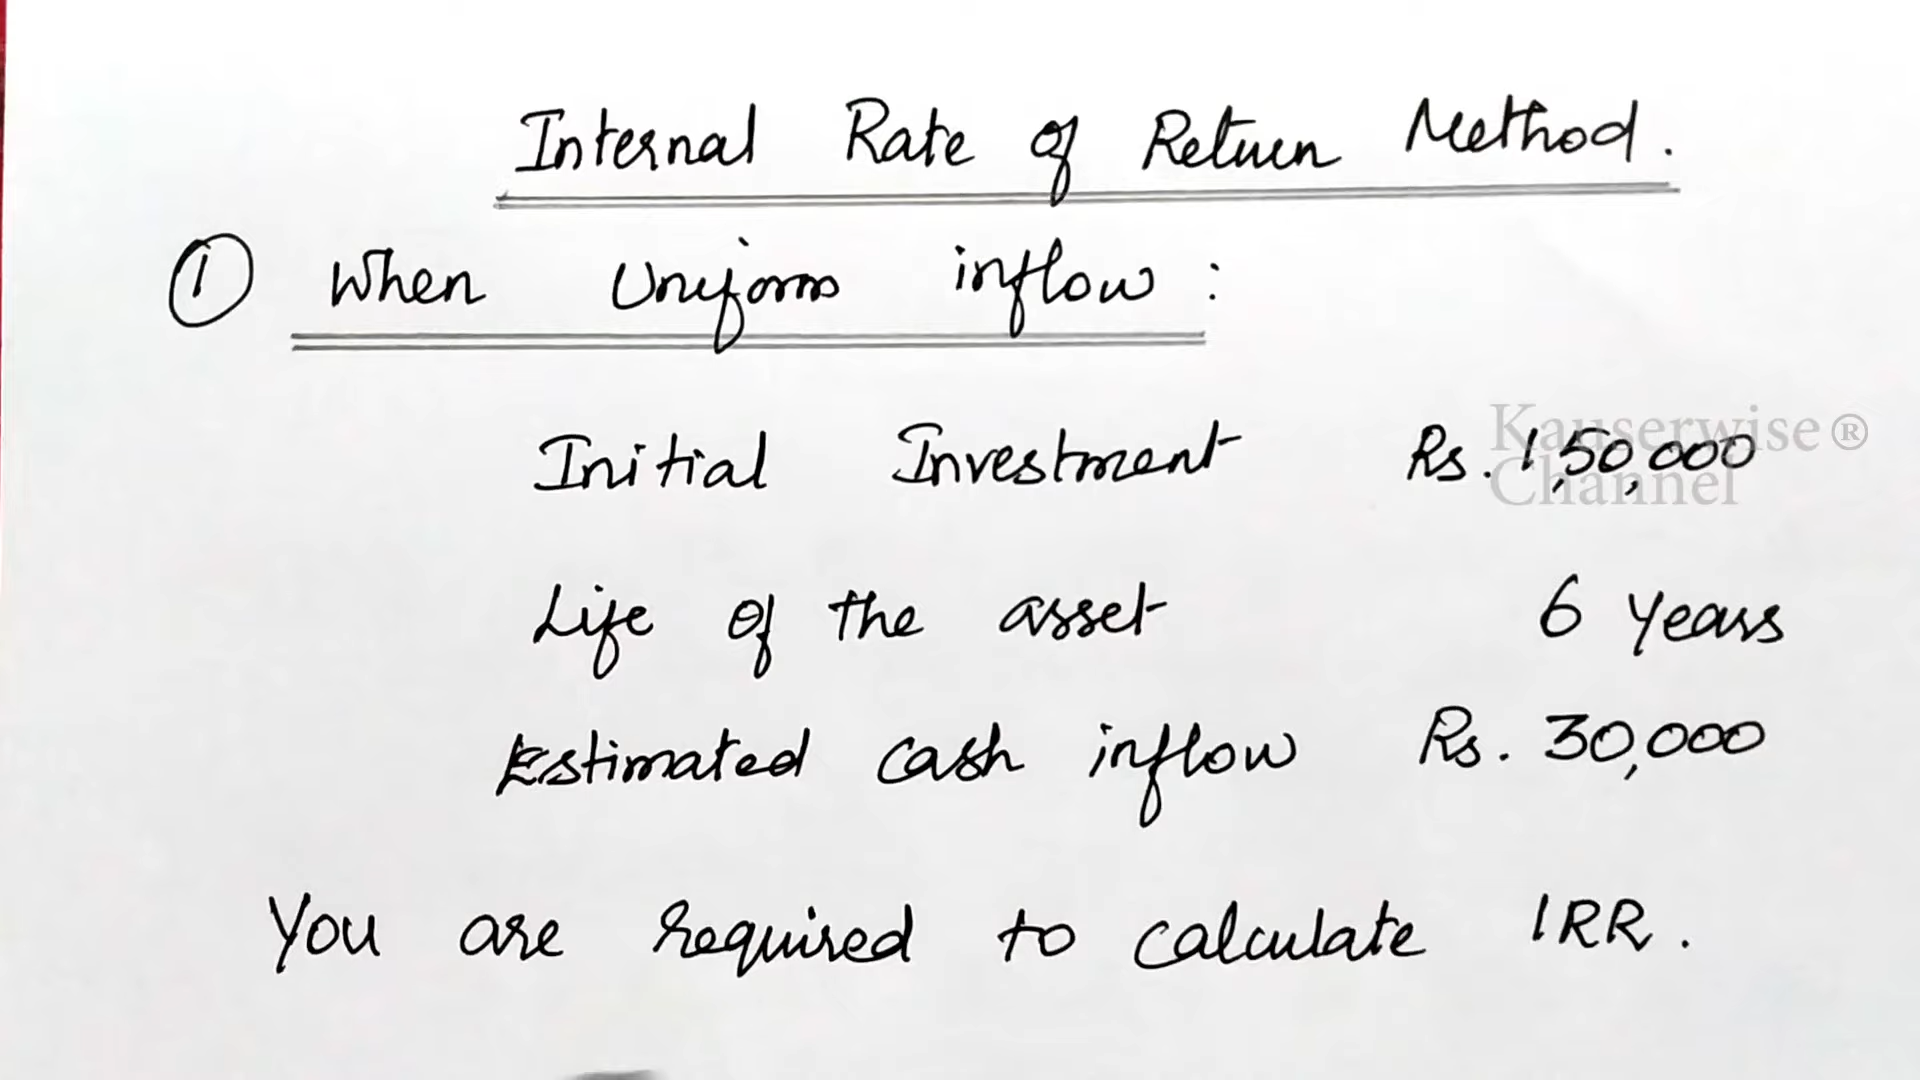 Internal Rate of Return Method.
① When Uniform inflow :
Kauserwise®
Channel
Initial Investment Rs. 1,50,000
Life of the asset 6 Years
Estimated cash inflow Rs. 30,000
You are required to calculate IRR.